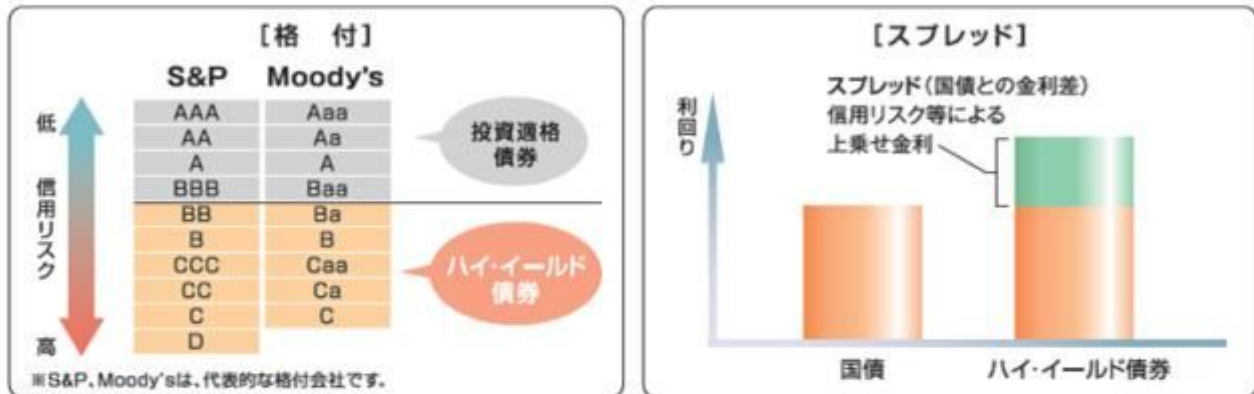 [格 付]
S&P Moody's
低
信用リスク
高
AAA Aaa
AA Aa
A A
BBB Baa
BB Ba
B B
CCC Caa
CC Ca
C C
D
投資適格
債券
ハイ・イールド
債券
※S&P、Moody'sは、代表的な格付会社です。
[スプレッド]
利回り
スプレッド(国債との金利差)
信用リスク等による
上乗せ金利
国債
ハイ・イールド債券